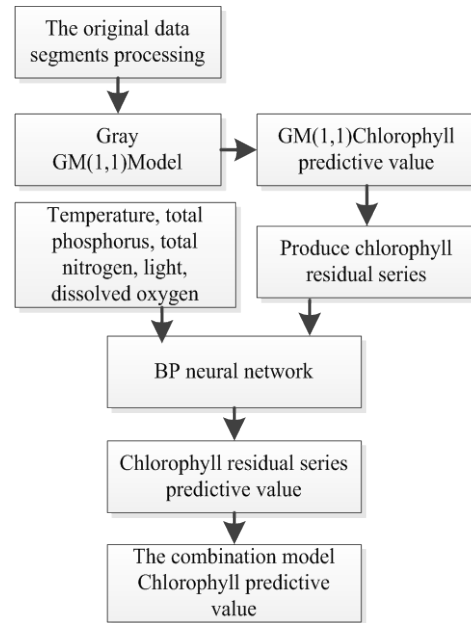 The original data
segments processing
Gray
GM(1,1)Model
GM(1,1)Chlorophyll
predictive value
Temperature, total
phosphorus, total
nitrogen, light,
dissolved oxygen
Produce chlorophyll
residual series
BP neural network
Chlorophyll residual series
predictive value
The combination model
Chlorophyll predictive
value